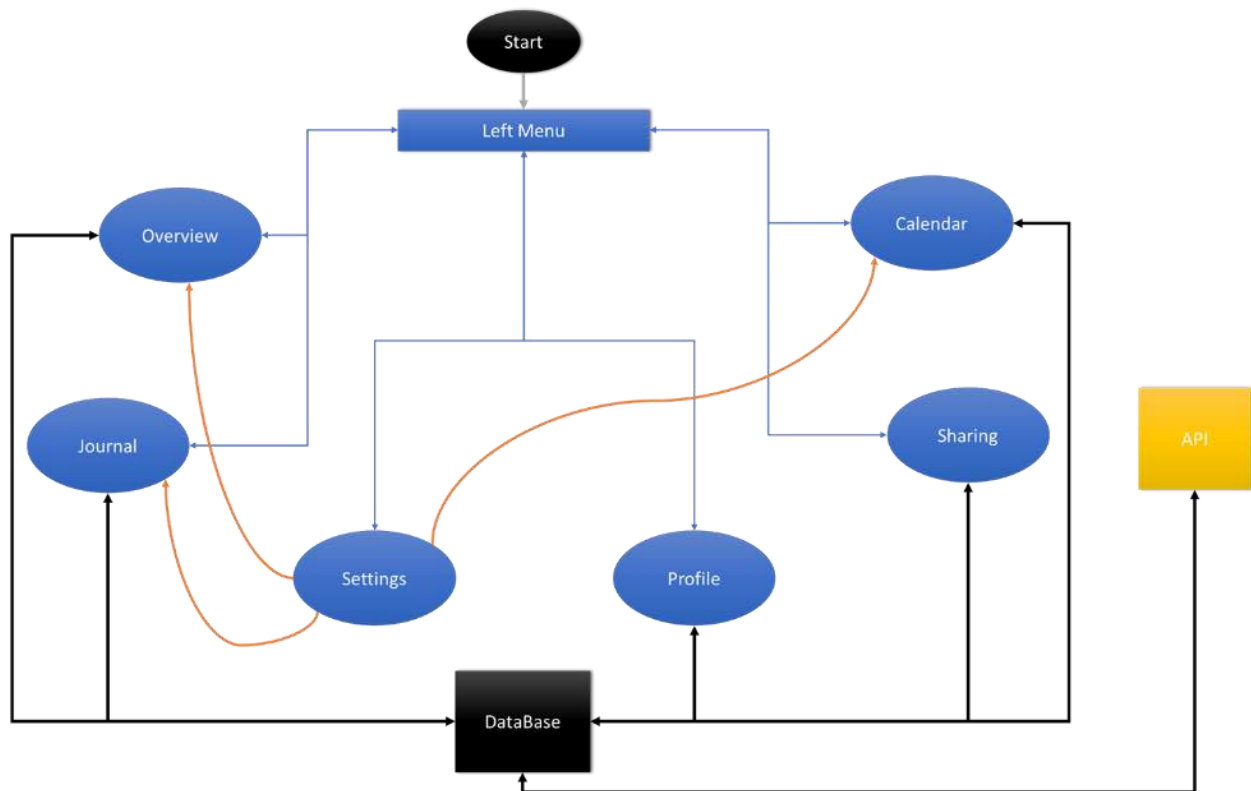 Start
Left Menu
Overview
Calendar
Journal
Sharing
API
Settings
Profile
DataBase